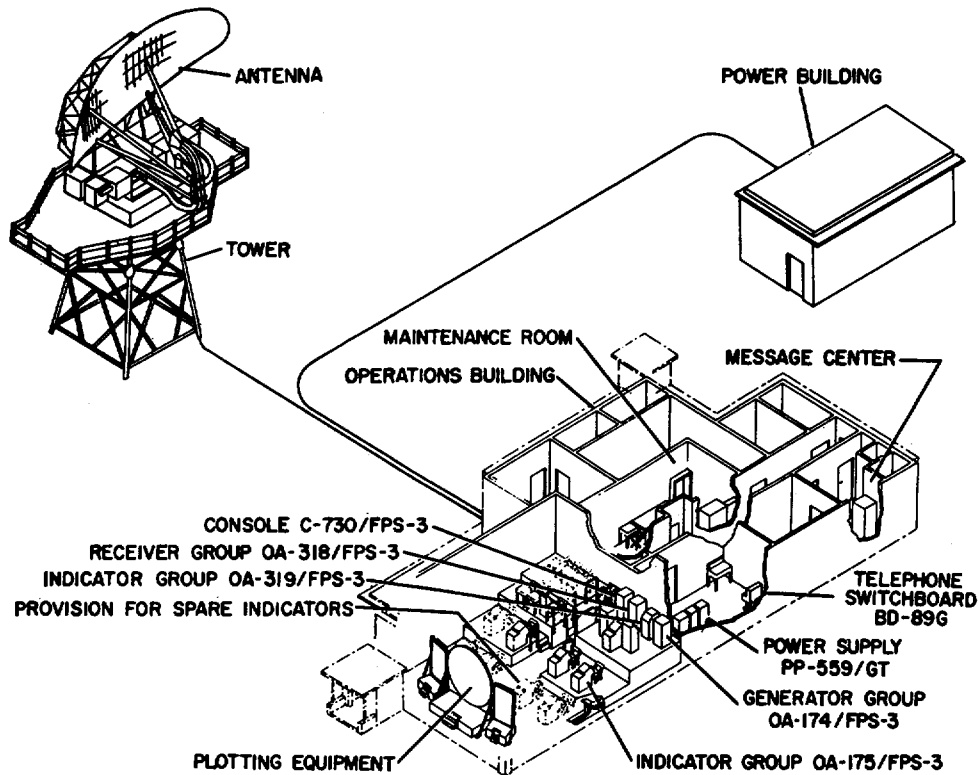 ANTENNA
POWER BUILDING
TOWER
MAINTENANCE ROOM
OPERATIONS BUILDING
MESSAGE CENTER
CONSOLE C-730/FPS-3
RECEIVER GROUP OA-318/FPS-3
INDICATOR GROUP OA-319/FPS-3
PROVISION FOR SPARE INDICATORS
TELEPHONE
SWITCHBOARD
BD-89G
POWER SUPPLY
PP-559/GT
GENERATOR GROUP
OA-174/FPS-3
PLOTTING EQUIPMENT
INDICATOR GROUP OA-175/FPS-3